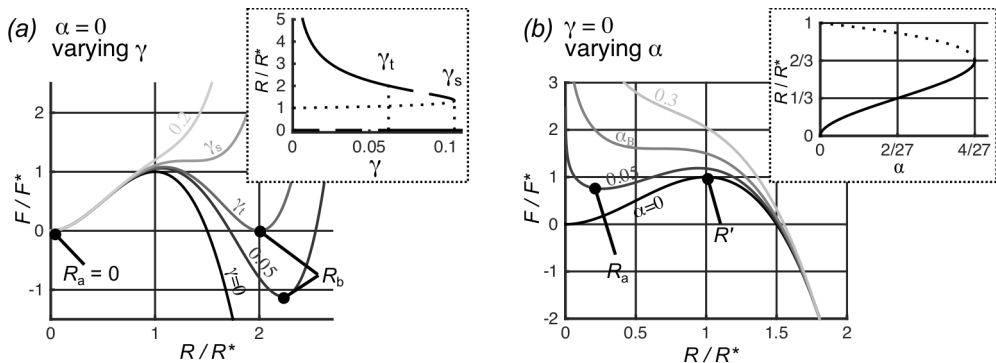 (a) α = 0
varying γ
2
1
0
-1
F / F*
0
1
2
R / R*
0.2
γs
γt
0.05
γ=0
Ra = 0
Rb
5
4
3
2
1
0
R / R*
0
0.05
0.1
γ
γt
γs
(b) γ = 0
varying α
3
2
1
0
-1
-2
F / F*
0
0.5
1
1.5
2
R / R*
0.3
αB
0.05
α=0
Ra
R'
1
2/3
1/3
0
R / R*
0
2/27
4/27
α